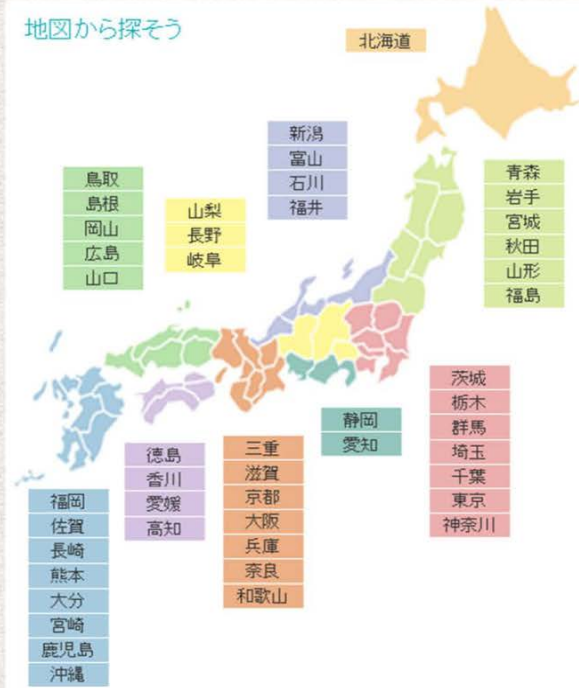 地図から探そう
北海道
新潟
富山
石川
福井
青森
岩手
宮城
秋田
山形
福島
鳥取
島根
岡山
広島
山口
山梨
長野
岐阜
茨城
栃木
群馬
埼玉
千葉
東京
神奈川
静岡
愛知
徳島
香川
愛媛
高知
三重
滋賀
京都
大阪
兵庫
奈良
和歌山
福岡
佐賀
長崎
熊本
大分
宮崎
鹿児島
沖縄